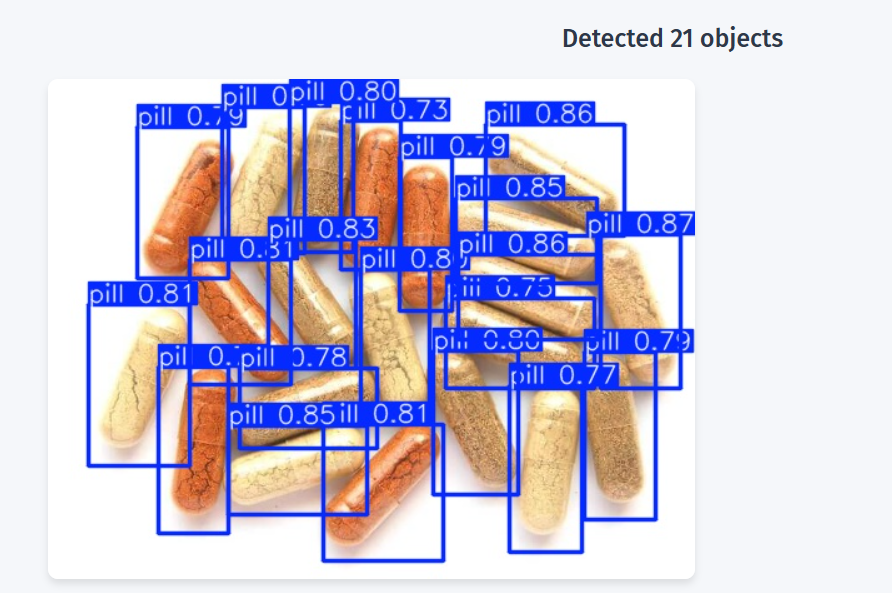 Detected 21 objects
pill 0.80
pill 0
pill 0.79
pill 0.73
pill 0.86
pill 0.79
pill 0.85
pill 0.87
pill 0.83
pill 0.81
pill 0.86
pill 0.8
pill 0.81
pill 0.75
pill 0.80
pill 0.79
pill 0.
pill 0.78
pill 0.77
pill 0.85
ill 0.81